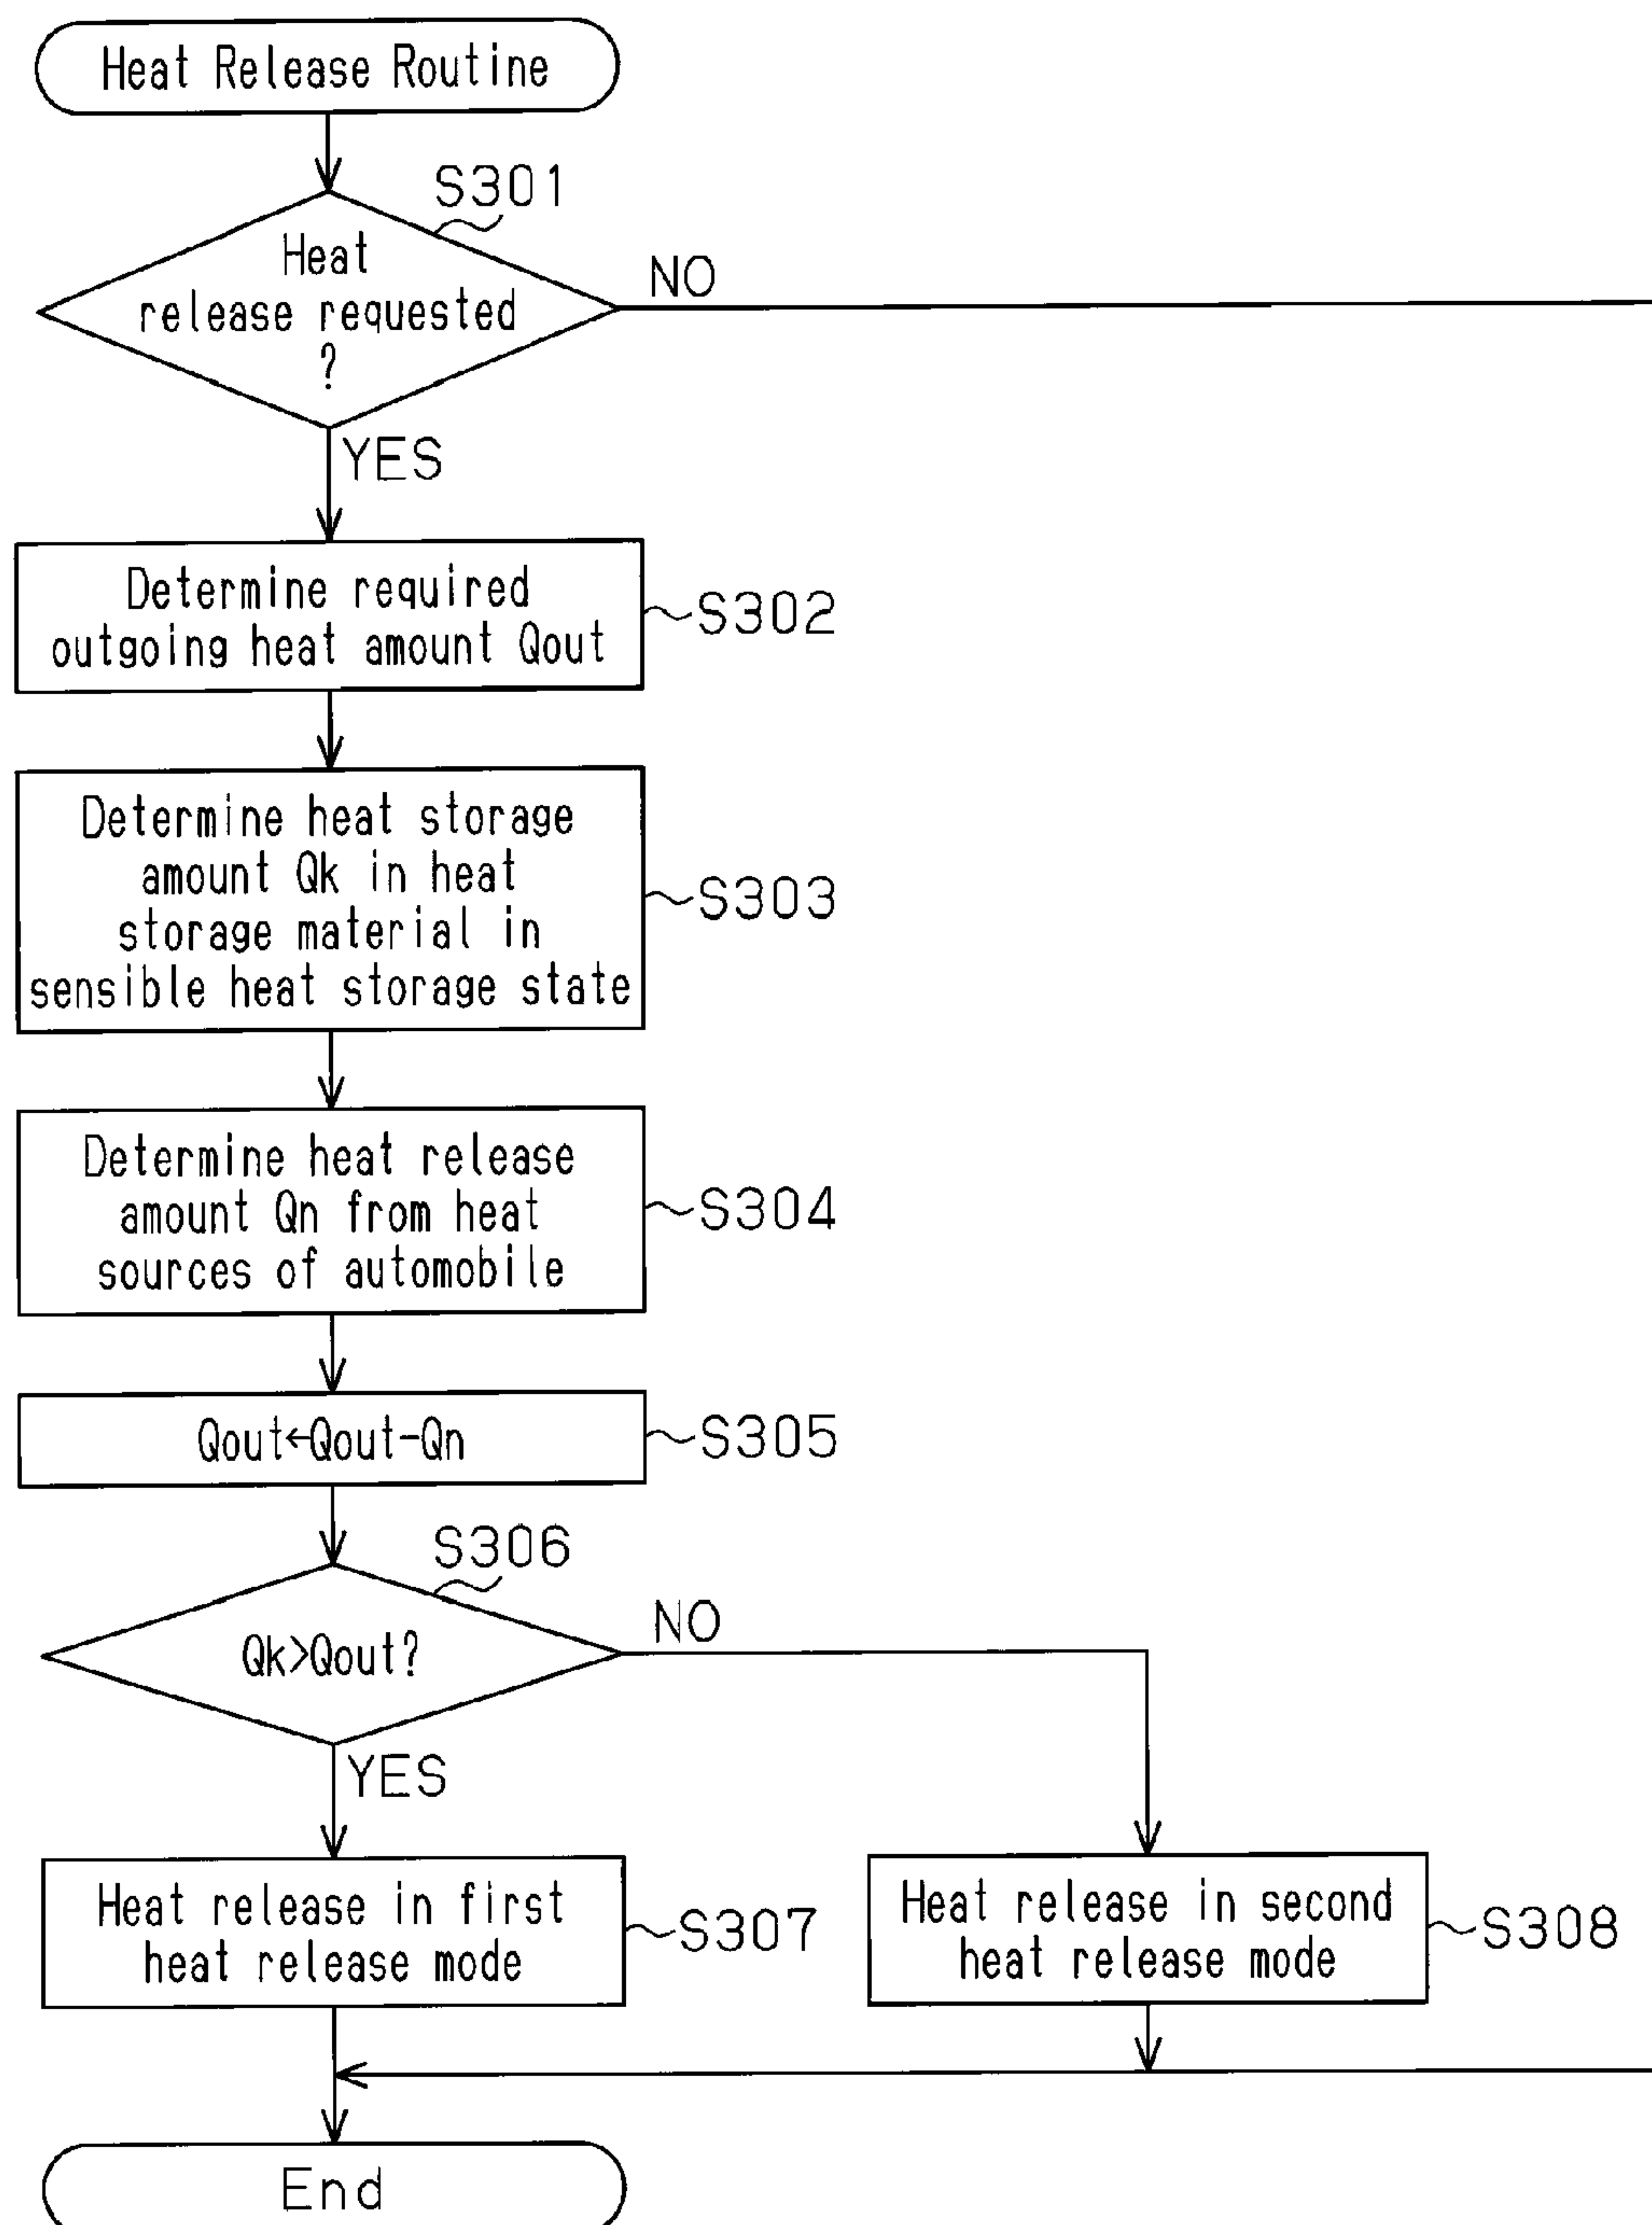 Heat Release Routine
S301
Heat
release requested
?
NO
YES
Determine required
outgoing heat amount Qout
S302
Determine heat storage
amount Qk in heat
storage material in
sensible heat storage state
S303
Determine heat release
amount Qn from heat
sources of automobile
S304
Qout←Qout−Qn
S305
S306
Qk>Qout?
NO
YES
Heat release in first
heat release mode
S307
Heat release in second
heat release mode
S308
End